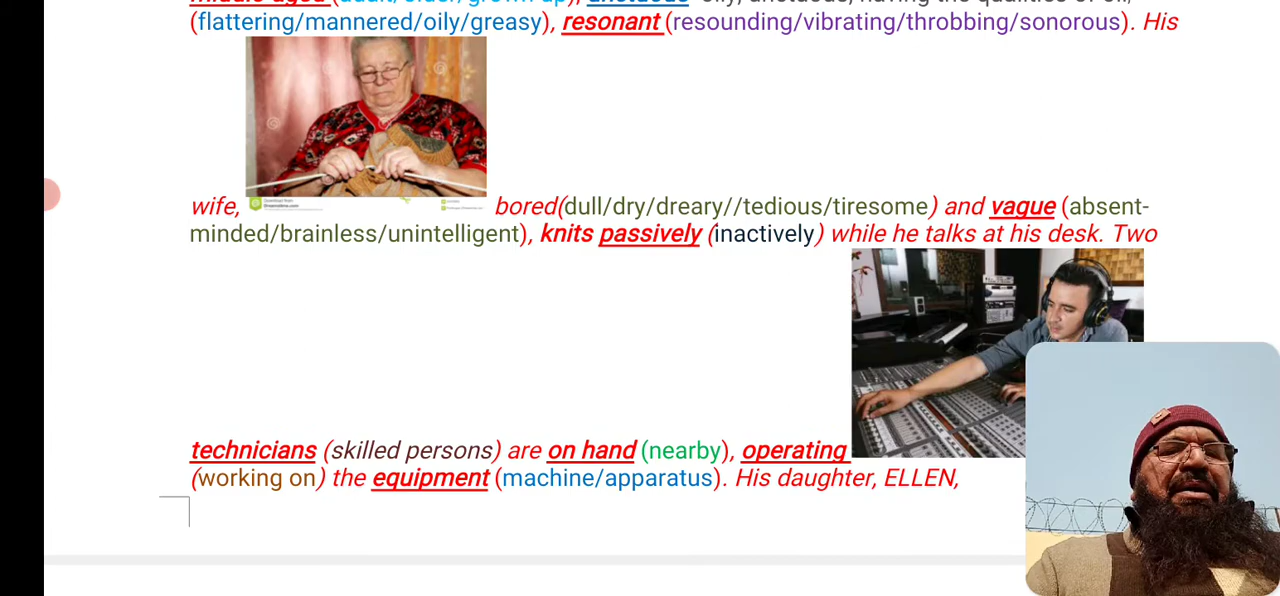 (flattering/mannered/oily/greasy), resonant (resounding/vibrating/throbbing/sonorous). His
wife, bored(dull/dry/dreary//tedious/tiresome) and vague (absent-
minded/brainless/unintelligent), knits passively (inactively) while he talks at his desk. Two
technicians (skilled persons) are on hand (nearby), operating
(working on) the equipment (machine/apparatus). His daughter, ELLEN,